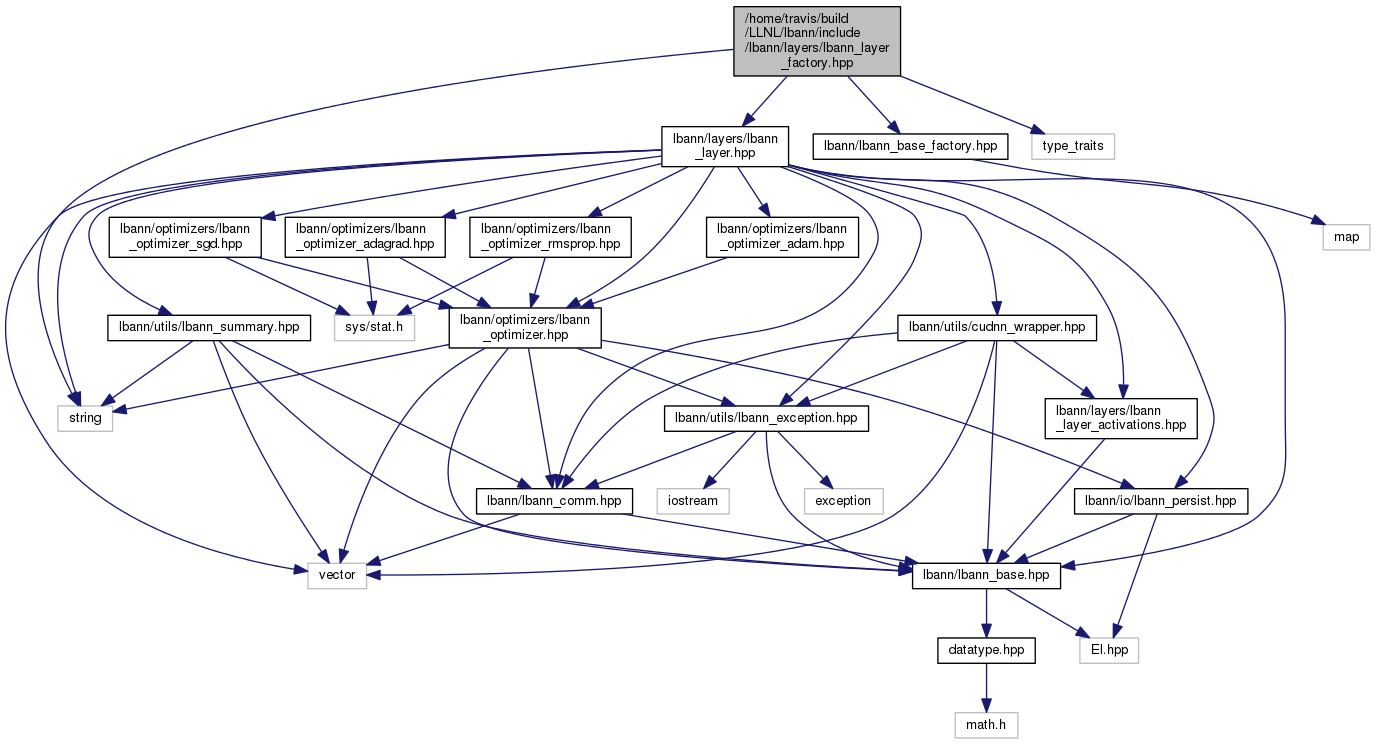 /home/travis/build
/LLNL/lbann/include
/lbann/layers/lbann_layer
_factory.hpp
lbann/layers/lbann
_layer.hpp
lbann/lbann_base_factory.hpp
type_traits
lbann/optimizers/lbann
_optimizer_sgd.hpp
lbann/optimizers/lbann
_optimizer_adagrad.hpp
lbann/optimizers/lbann
_optimizer_rmsprop.hpp
lbann/optimizers/lbann
_optimizer_adam.hpp
map
lbann/utils/lbann_summary.hpp
sys/stat.h
lbann/optimizers/lbann
_optimizer.hpp
lbann/utils/cudnn_wrapper.hpp
string
lbann/utils/lbann_exception.hpp
lbann/layers/lbann
_layer_activations.hpp
lbann/lbann_comm.hpp
iostream
exception
lbann/io/lbann_persist.hpp
vector
lbann/lbann_base.hpp
datatype.hpp
El.hpp
math.h